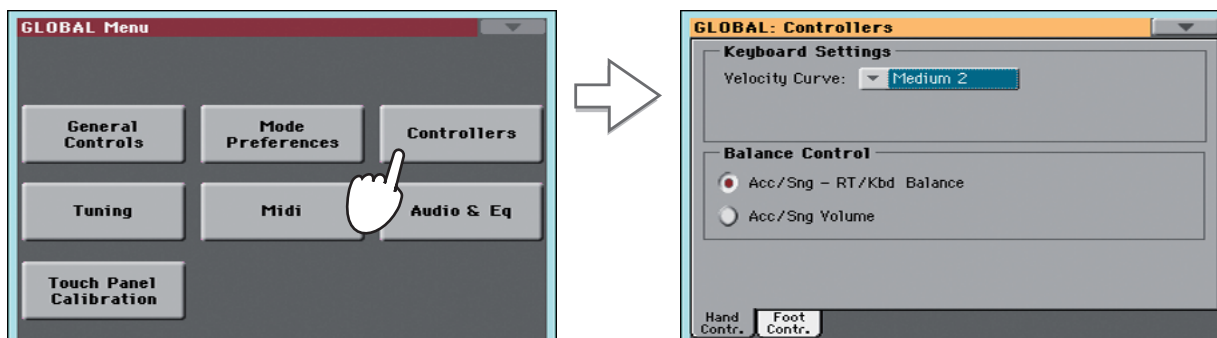 GLOBAL Menu
General
Controls
Mode
Preferences
Controllers
Tuning
Midi
Audio & Eq
Touch Panel
Calibration
GLOBAL: Controllers
Keyboard Settings
Velocity Curve: Medium 2
Balance Control
Acc/Sng - RT/Kbd Balance
Acc/Sng Volume
Hand
Contr.
Foot
Contr.